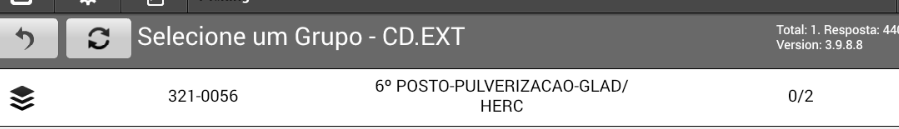 Selecione um Grupo - CD.EXT
Total: 1. Resposta: 440
Version: 3.9.8.8
321-0056
6º POSTO-PULVERIZACAO-GLAD/
HERC
0/2